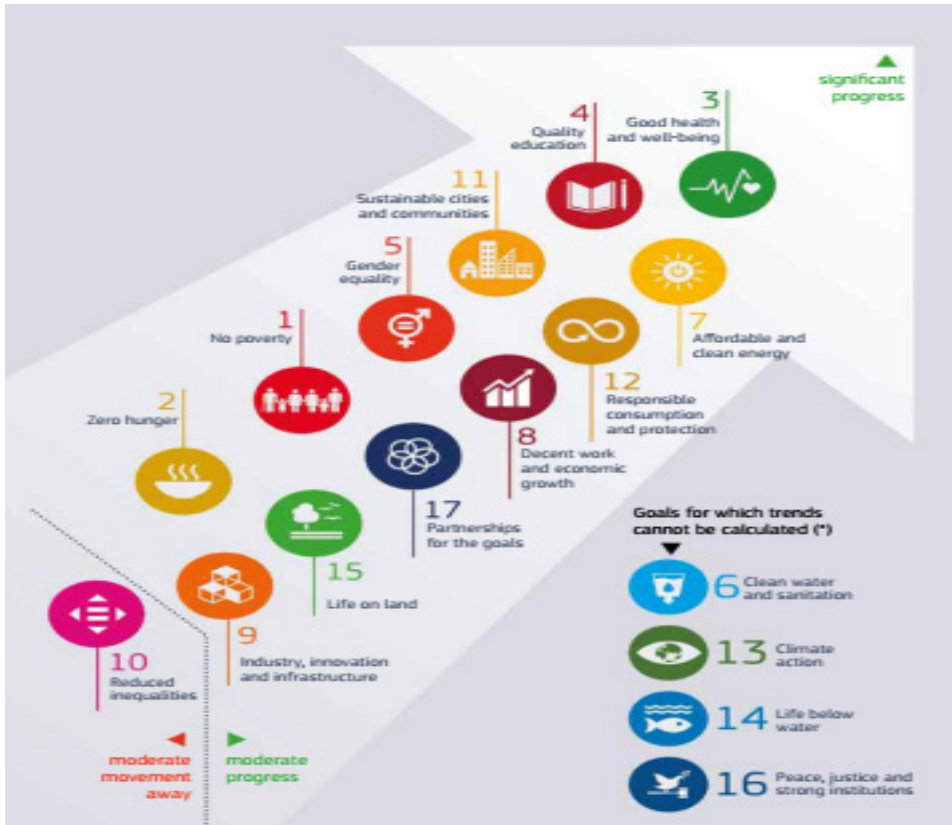 significant
progress
3
Good health
and well-being
4
Quality
education
11
Sustainable cities
and communities
5
Gender
equality
7
Affordable and
clean energy
1
No poverty
12
Responsible
consumption
and protection
2
Zero hunger
8
Decent work
and economic
growth
17
Partnerships
for the goals
15
Life on land
9
Industry, innovation
and infrastructure
10
Reduced
inequalities
moderate
movement
away
moderate
progress
Goals for which trends
cannot be calculated (*)
6 Clean water
and sanitation
13 Climate
action
14 Life below
water
16 Peace, justice and
strong institutions